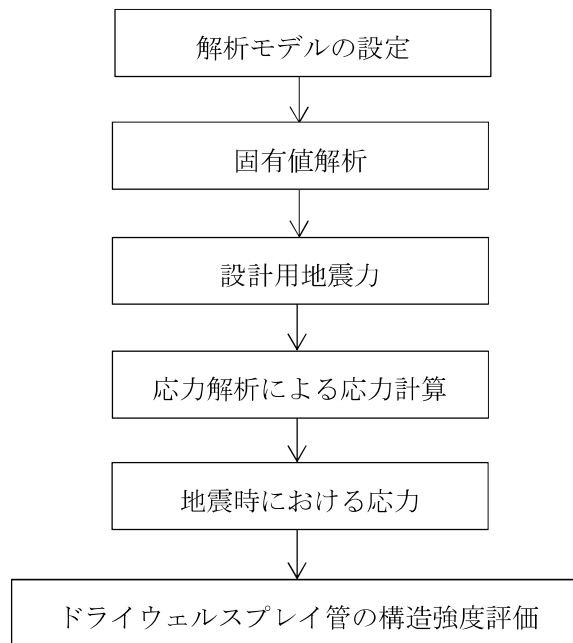 解析モデルの設定
固有値解析
設計用地震力
応力解析による応力計算
地震時における応力
ドライウェルスプレイ管の構造強度評価